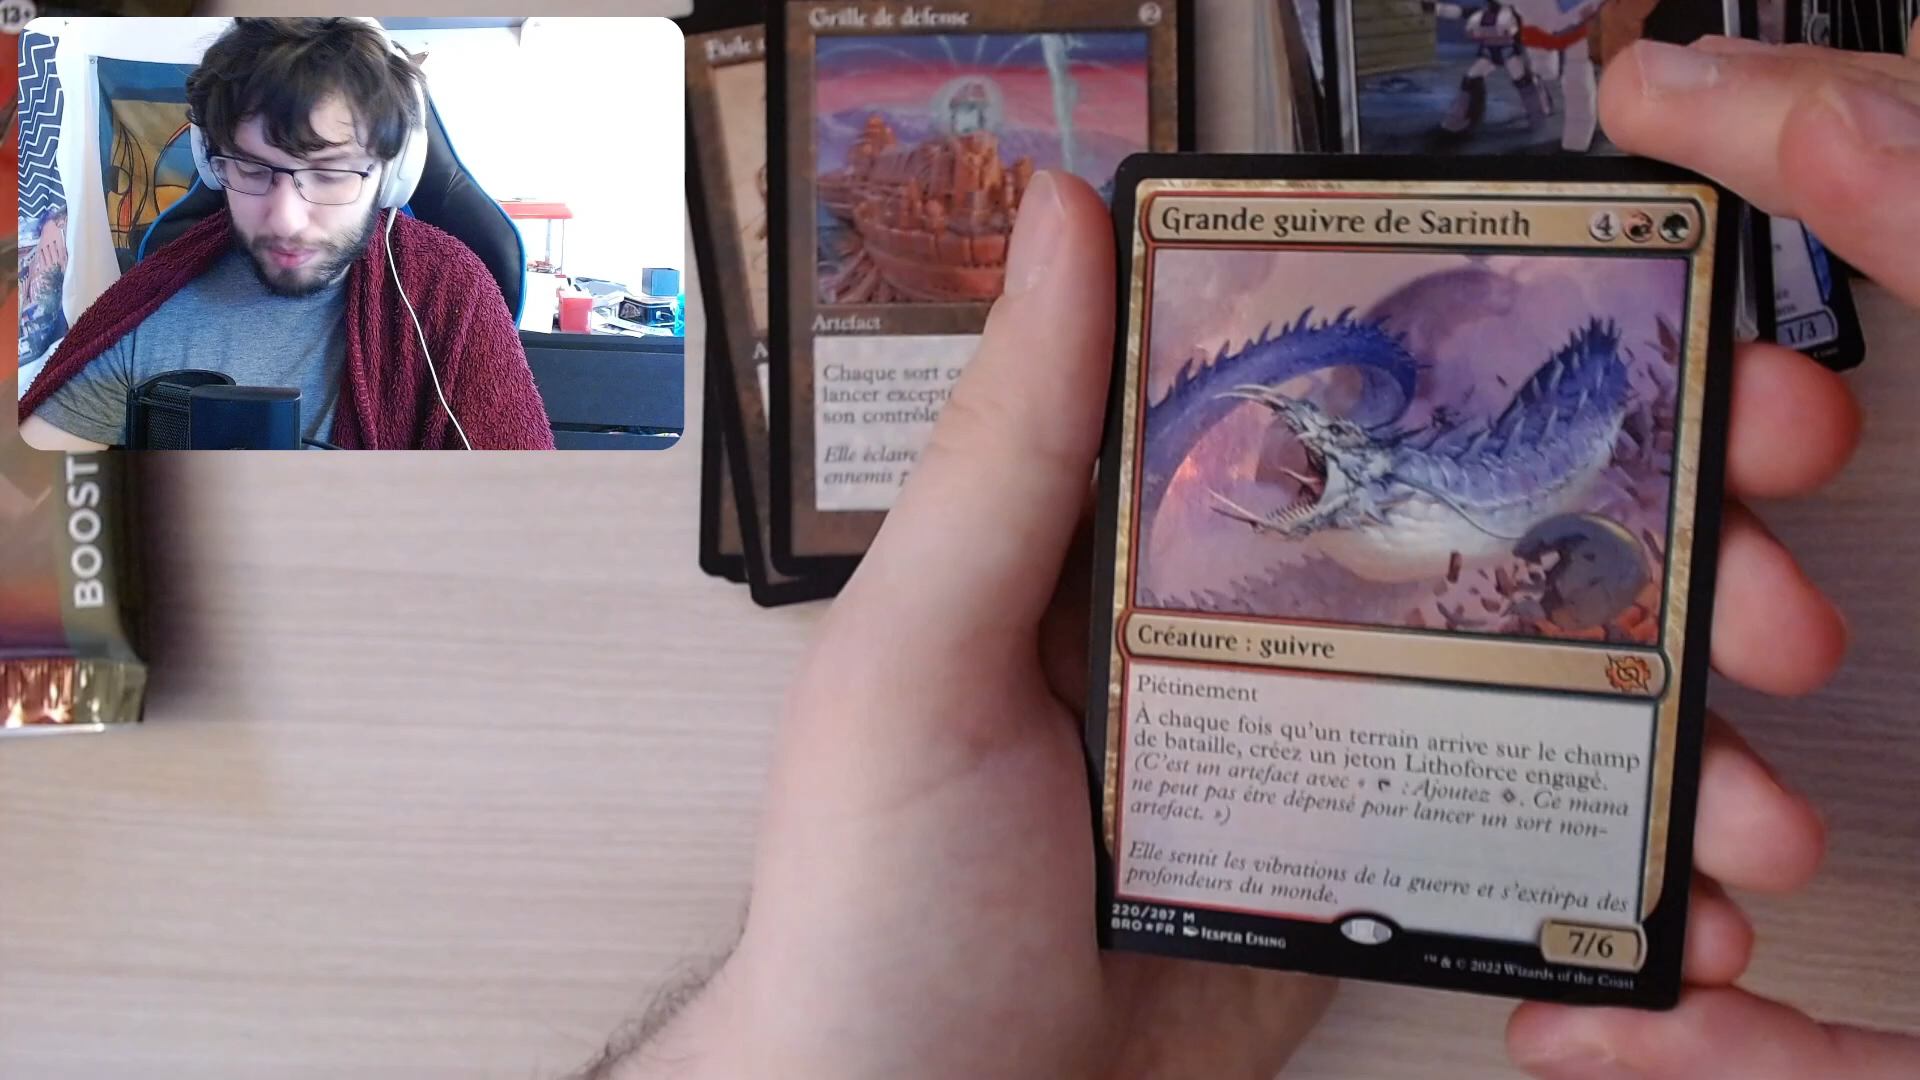 13+
BOOST
Grille de défense
2
Artefact
Chaque sort
lancer
son contrôle
Elle éclaire
ennemis
1/3
Grande guivre de Sarinth 4
Créature : guivre
Piétinement
À chaque fois qu'un terrain arrive sur le champ
de bataille, créez un jeton Lithoforce engagé.
(C'est un artefact avec « : Ajoutez . Ce mana
ne peut pas être dépensé pour lancer un sort non-
artefact. »)
Elle sentit les vibrations de la guerre et s'extirpa des
profondeurs du monde.
220/287 M
BRO★FR JESPER EJSING
7/6
™ & © 2022 Wizards of the Coast